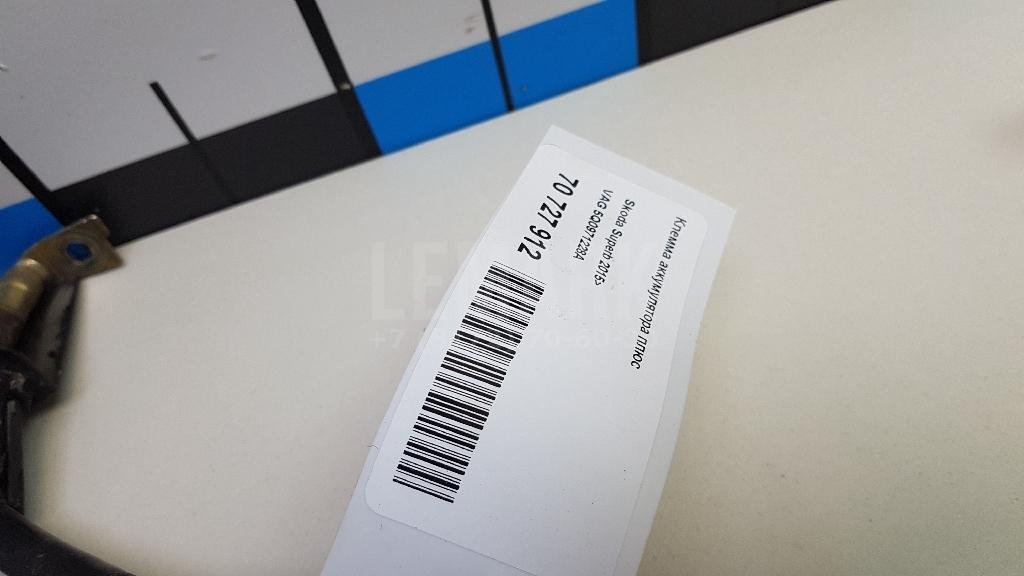 Клемма аккумулятора плюс
Skoda Superb 2015>
VAG 5Q0971228A
70 727 912